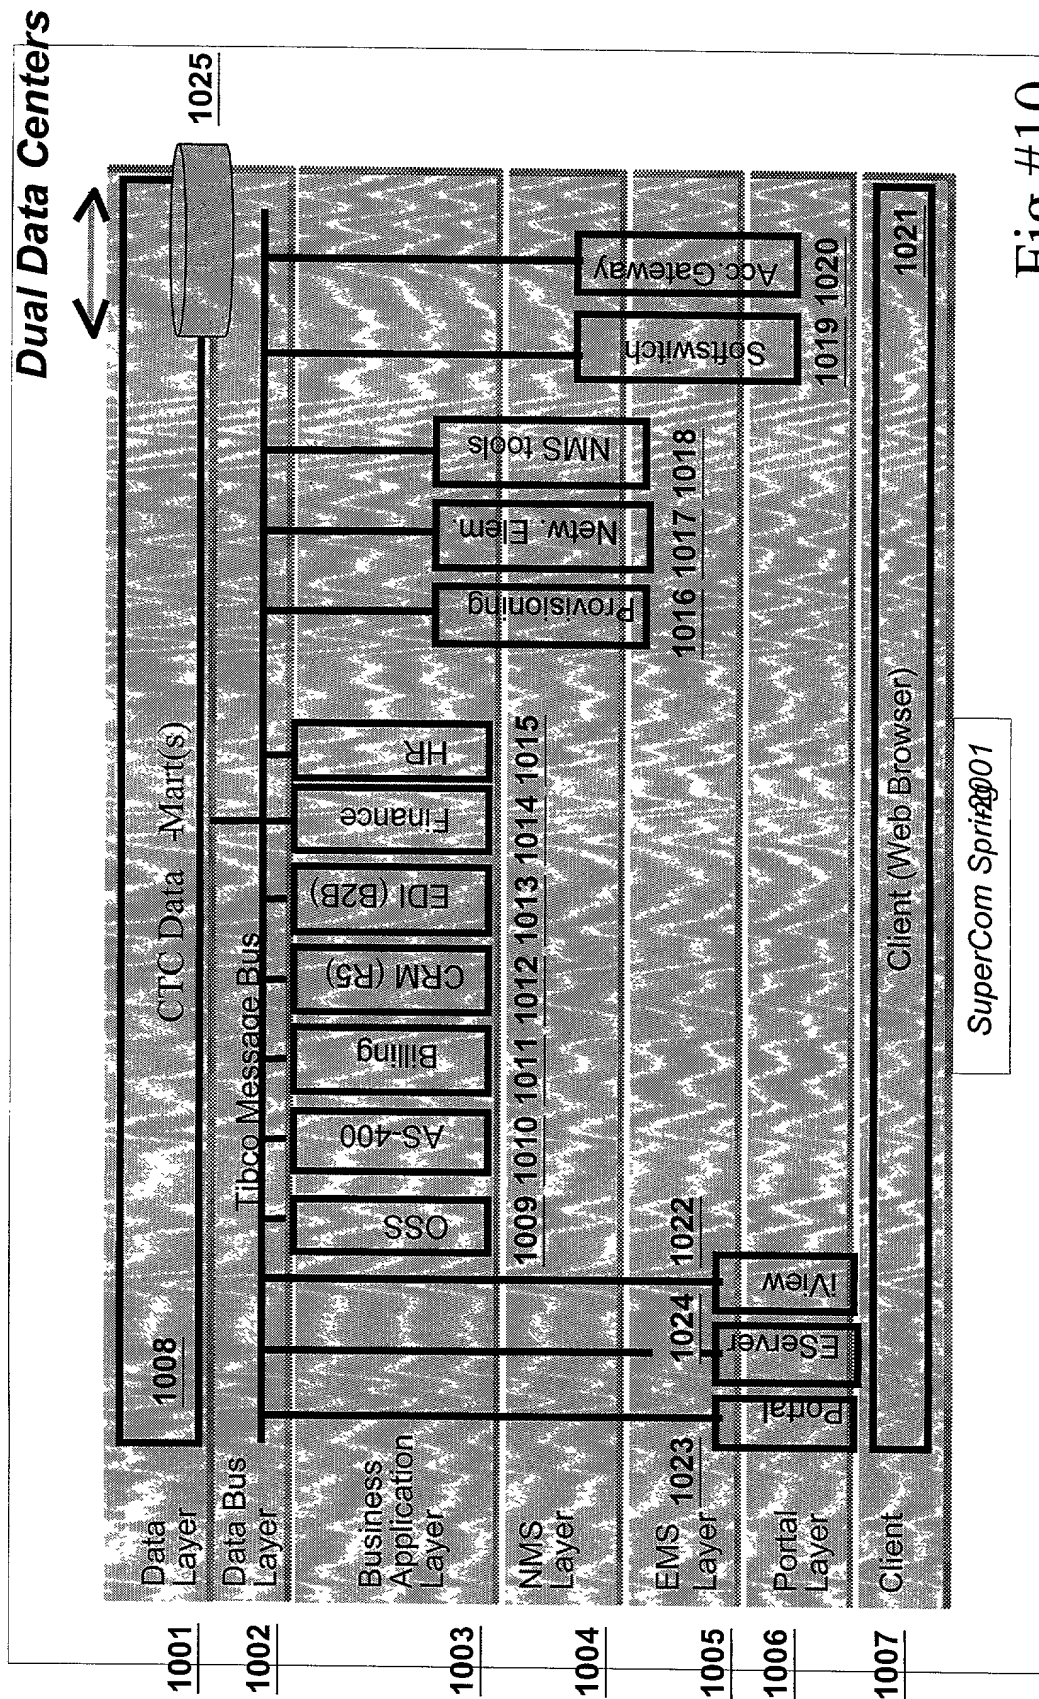 Dual Data Centers
1025
1001
Data
Layer
1008
CTC Data -Mart(s)
1002
Data Bus
Layer
Tibco Message Bus
1003
Business
Application
Layer
OSS
AS-400
Billing
CRM (R5)
EDI (B2B)
Finance
HR
1009
1010
1011
1012
1013
1014
1015
Provisioning
Netw. Elem.
NMS tools
1016
1017
1018
1004
NMS
Layer
Softswitch
Acc. Gateway
1019
1020
1005
EMS
Layer
1023
1024
1022
1006
Portal
Layer
Portal
EServer
iView
1007
Client
Client (Web Browser)
1021
SuperCom Spring 2001
Fig #10